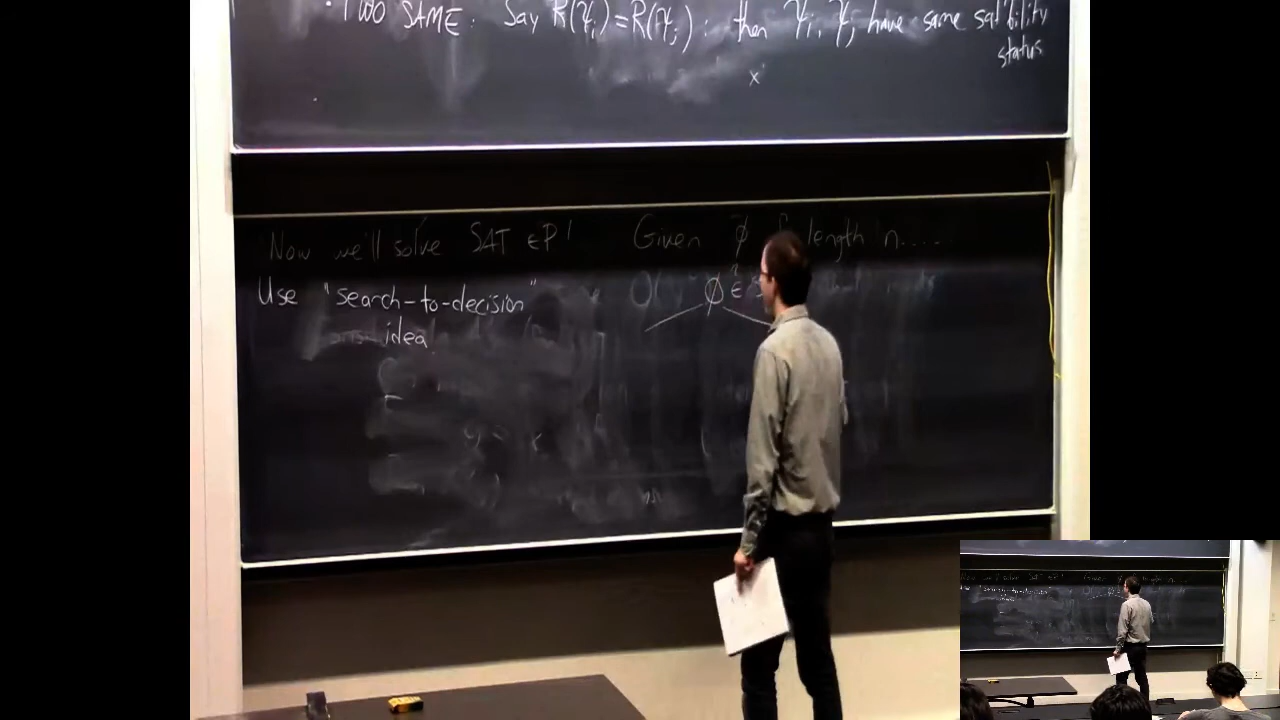 · TWO SAME: Say R(ψi)=R(ψj): then ψi, ψj have same sat'bility
status
x
Now we'll solve SAT ∈P! Given φ of length n.....
Use "search-to-decision" φ ∈?
idea!